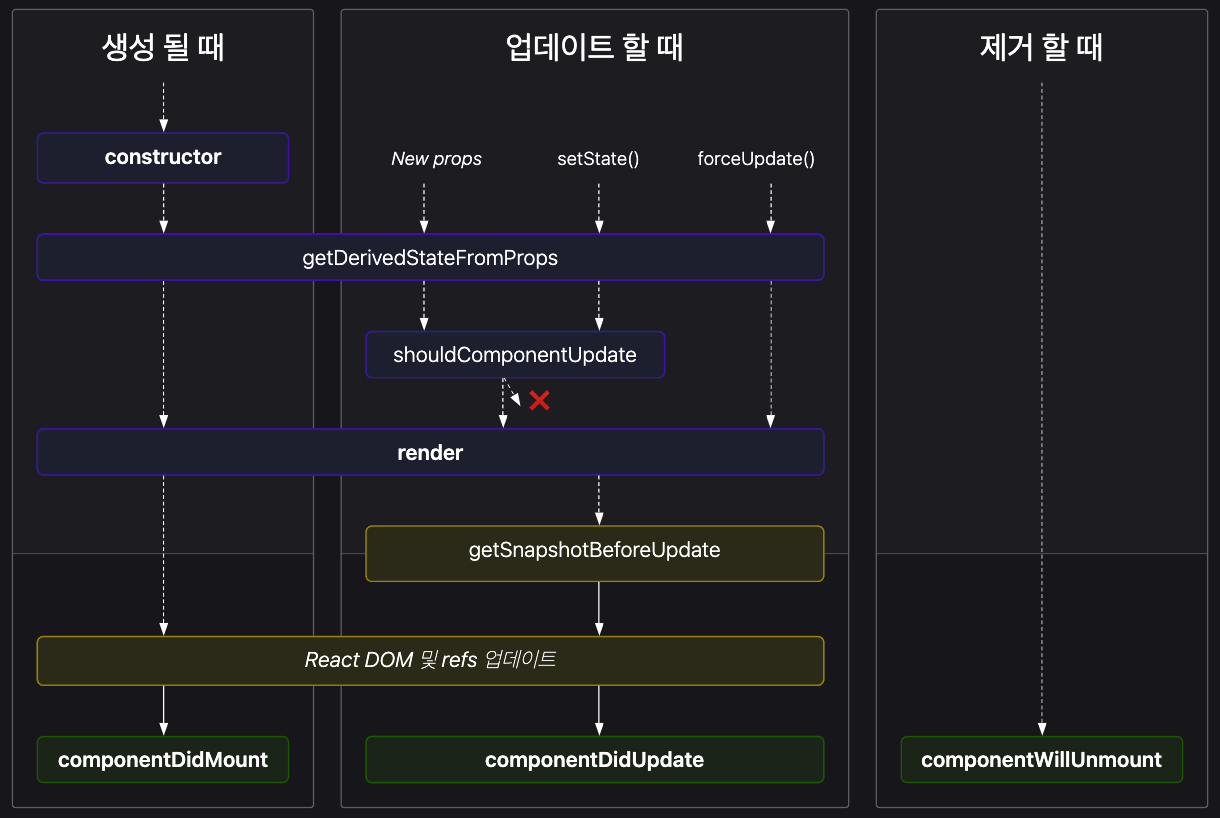 생성 될 때
업데이트 할 때
제거 할 때
constructor
New props
setState()
forceUpdate()
getDerivedStateFromProps
shouldComponentUpdate
render
getSnapshotBeforeUpdate
React DOM 및 refs 업데이트
componentDidMount
componentDidUpdate
componentWillUnmount